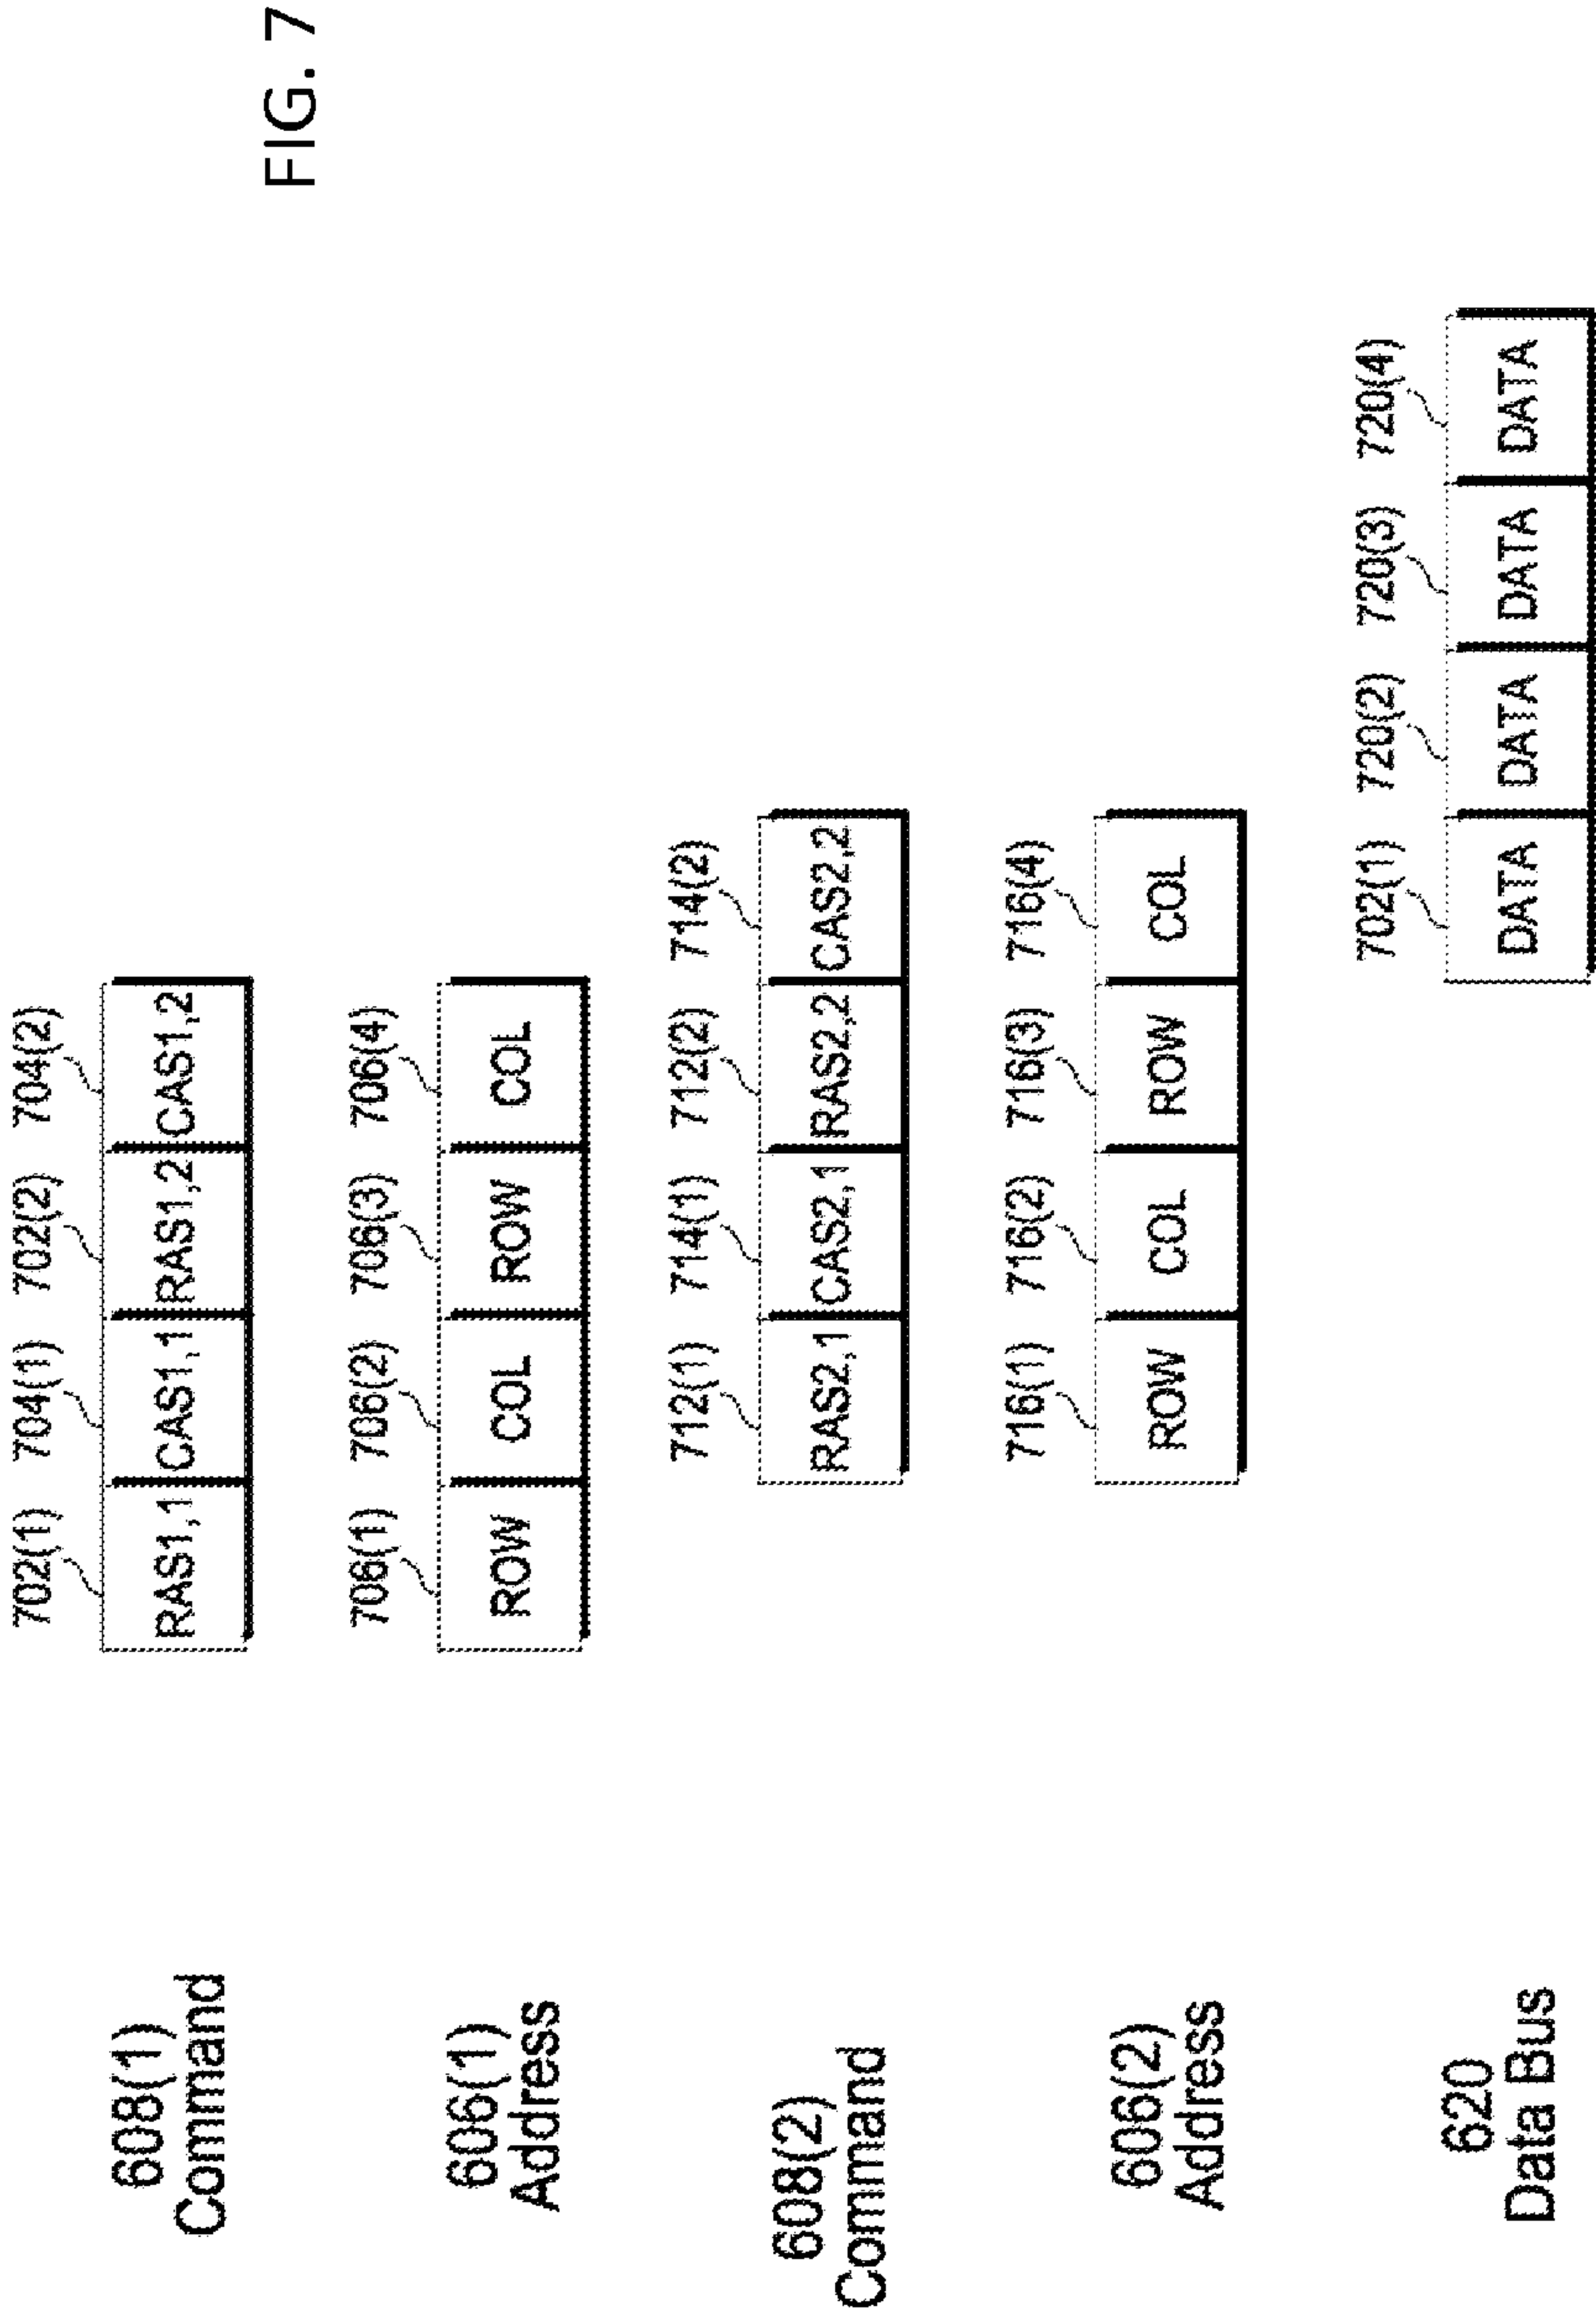 FIG. 7
608(1)
Command
702(1) 704(1) 702(2) 704(2)
RAS1,1 CAS1,1 RAS1,2 CAS1,2
606(1)
Address
706(1) 706(2) 706(3) 706(4)
ROW COL ROW COL
608(2)
Command
712(1) 714(1) 712(2) 714(2)
RAS2,1 CAS2,1 RAS2,2 CAS2,2
606(2)
Address
716(1) 716(2) 716(3) 716(4)
ROW COL ROW COL
620
Data Bus
702(1) 720(2) 720(3) 720(4)
DATA DATA DATA DATA